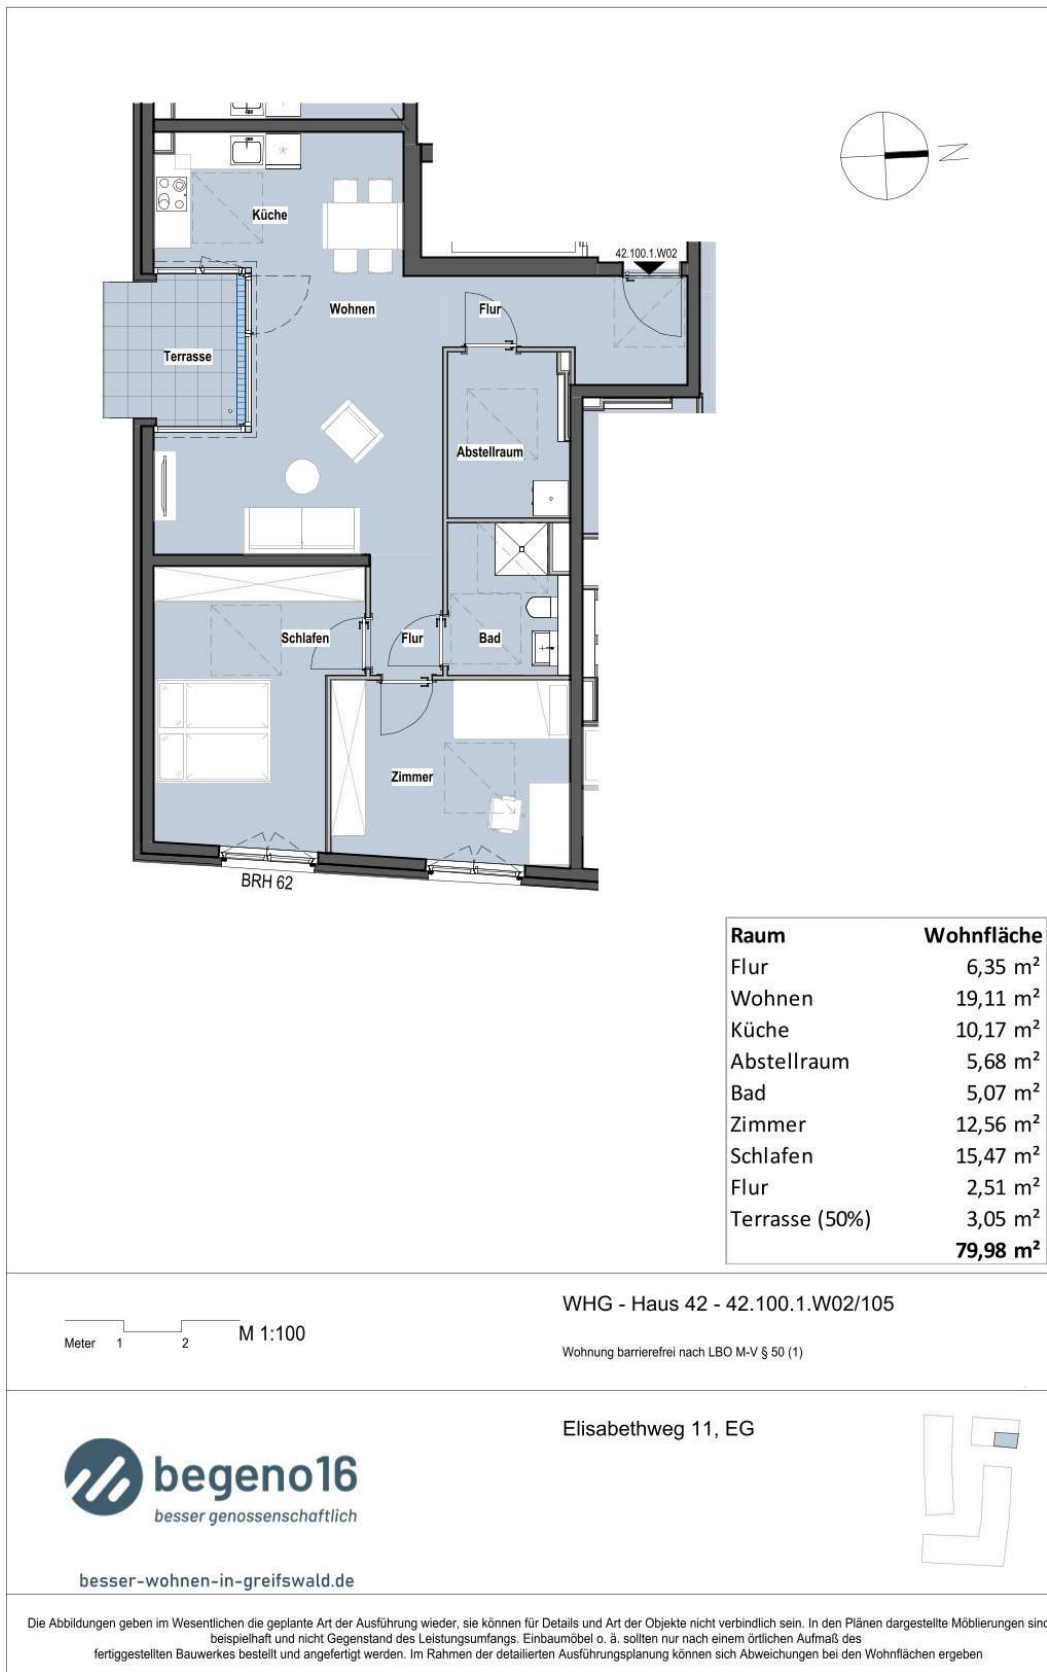 N
Küche
42.100.1.W02
Wohnen
Flur
Terrasse
Abstellraum
Schlafen
Flur
Bad
Zimmer
BRH 62
Raum Wohnfläche
Flur 6,35 m²
Wohnen 19,11 m²
Küche 10,17 m²
Abstellraum 5,68 m²
Bad 5,07 m²
Zimmer 12,56 m²
Schlafen 15,47 m²
Flur 2,51 m²
Terrasse (50%) 3,05 m²
79,98 m²
Meter 1 2 M 1:100
WHG - Haus 42 - 42.100.1.W02/105
Wohnung barrierefrei nach LBO M-V § 50 (1)
Elisabethweg 11, EG
begeno16
besser genossenschaftlich
besser-wohnen-in-greifswald.de
Die Abbildungen geben im Wesentlichen die geplante Art der Ausführung wieder, sie können für Details und Art der Objekte nicht verbindlich sein. In den Plänen dargestellte Möblierungen sind
beispielhaft und nicht Gegenstand des Leistungsumfangs. Einbaumöbel o. ä. sollten nur nach einem örtlichen Aufmaß des
fertiggestellten Bauwerkes bestellt und angefertigt werden. Im Rahmen der detailierten Ausführungsplanung können sich Abweichungen bei den Wohnflächen ergeben